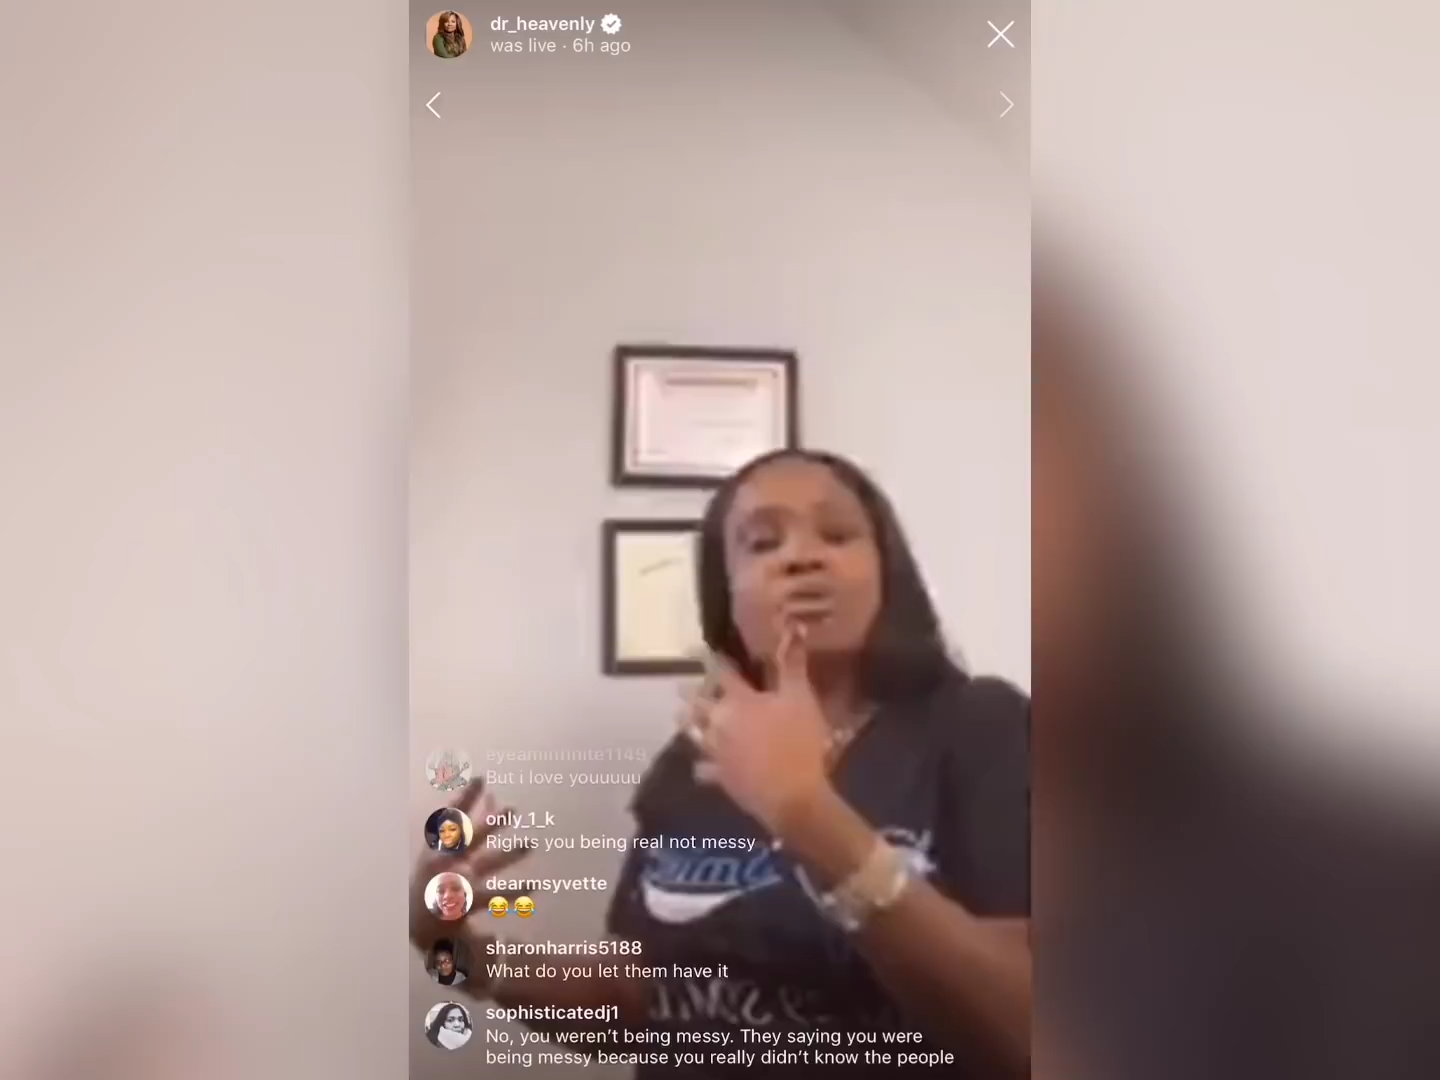 dr_heavenly
was live · 6h ago
eyeaminfinite1149
But i love youuuuu
only_1_k
Rights you being real not messy
dearmsyvette
😂😂
sharonharris5188
What do you let them have it
sophisticatedj1
No, you weren’t being messy. They saying you were
being messy because you really didn’t know the people